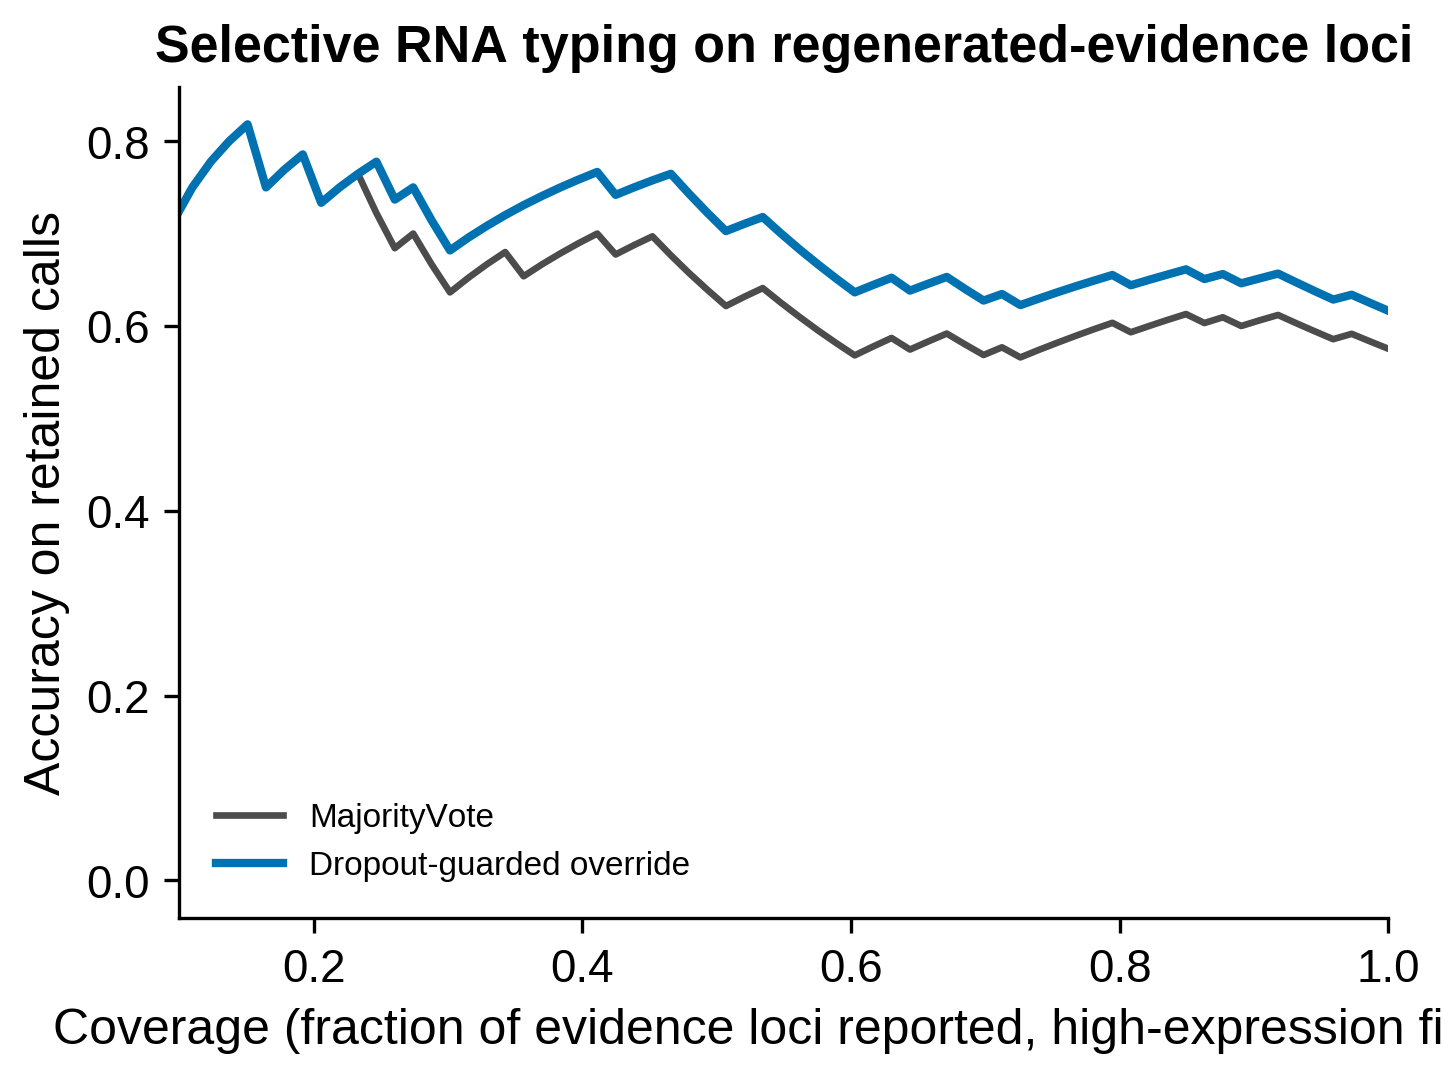 Selective RNA typing on regenerated-evidence loci
Accuracy on retained calls
0.8
0.6
0.4
0.2
0.0
MajorityVote
Dropout-guarded override
0.2 0.4 0.6 0.8 1.0
Coverage (fraction of evidence loci reported, high-expression fi